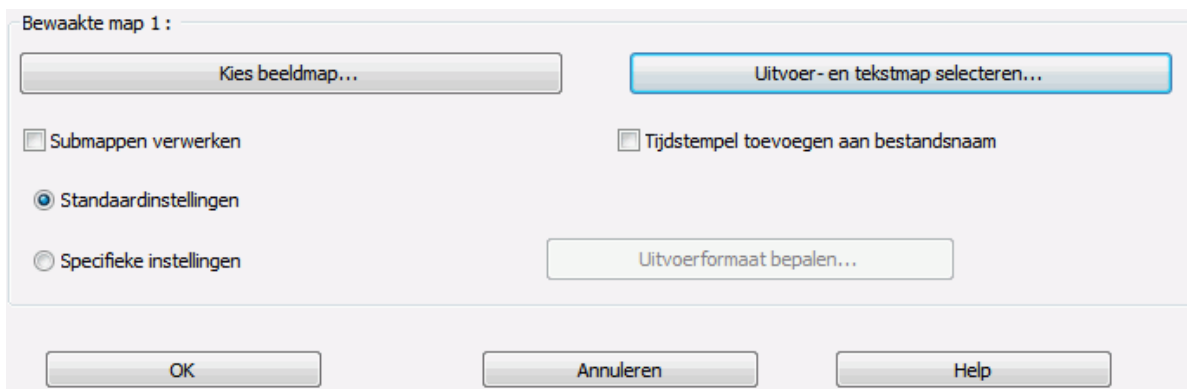 Bewaakte map 1 :
Kies beeldmap...
Uitvoer- en tekstmap selecteren...
Submappen verwerken
Tijdstempel toevoegen aan bestandsnaam
Standaardinstellingen
Specifieke instellingen
Uitvoerformaat bepalen...
OK
Annuleren
Help